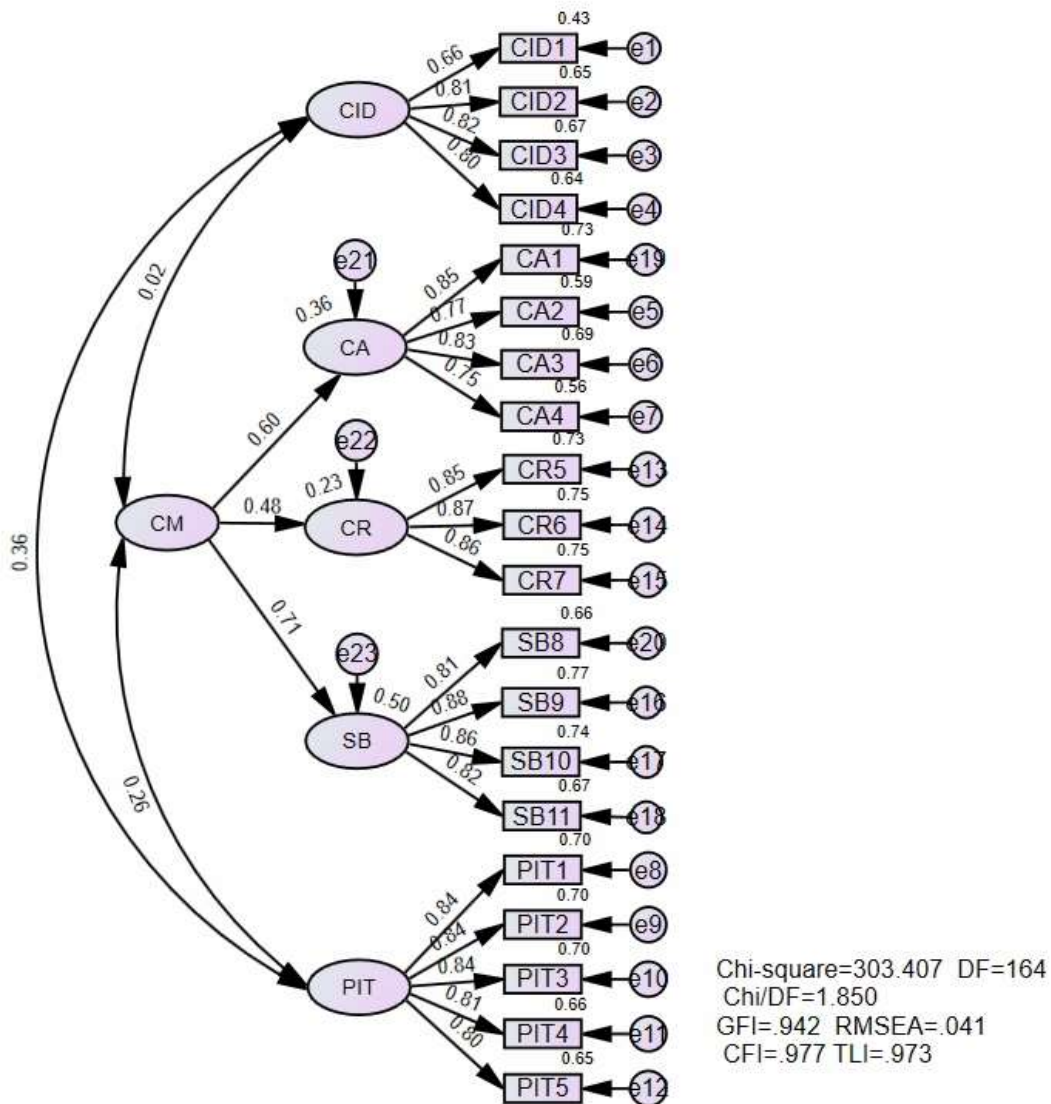 0.43
0.66 CID1 e1
0.65
0.81 CID2 e2
CID 0.67
0.82 CID3 e3
0.64
0.80 CID4 e4
0.73
e21 0.85 CA1 e19
0.59
0.36 0.77 CA2 e5
0.69
CA 0.83 CA3 e6
0.56
0.75 CA4 e7
0.02
0.60 0.73
e22 0.85 CR5 e13
0.75
0.23
CM 0.48 CR 0.87 CR6 e14
0.75
0.36 0.86 CR7 e15
0.66
0.71
e23 0.81 SB8 e20
0.77
0.50 0.88 SB9 e16
0.74
SB 0.86 SB10 e17
0.67
0.26 0.82 SB11 e18
0.70
0.84 PIT1 e8
0.70
0.84 PIT2 e9
0.70
PIT 0.84 PIT3 e10
0.66
0.81 PIT4 e11
0.65
0.80 PIT5 e12
Chi-square=303.407 DF=164
Chi/DF=1.850
GFI=.942 RMSEA=.041
CFI=.977 TLI=.973